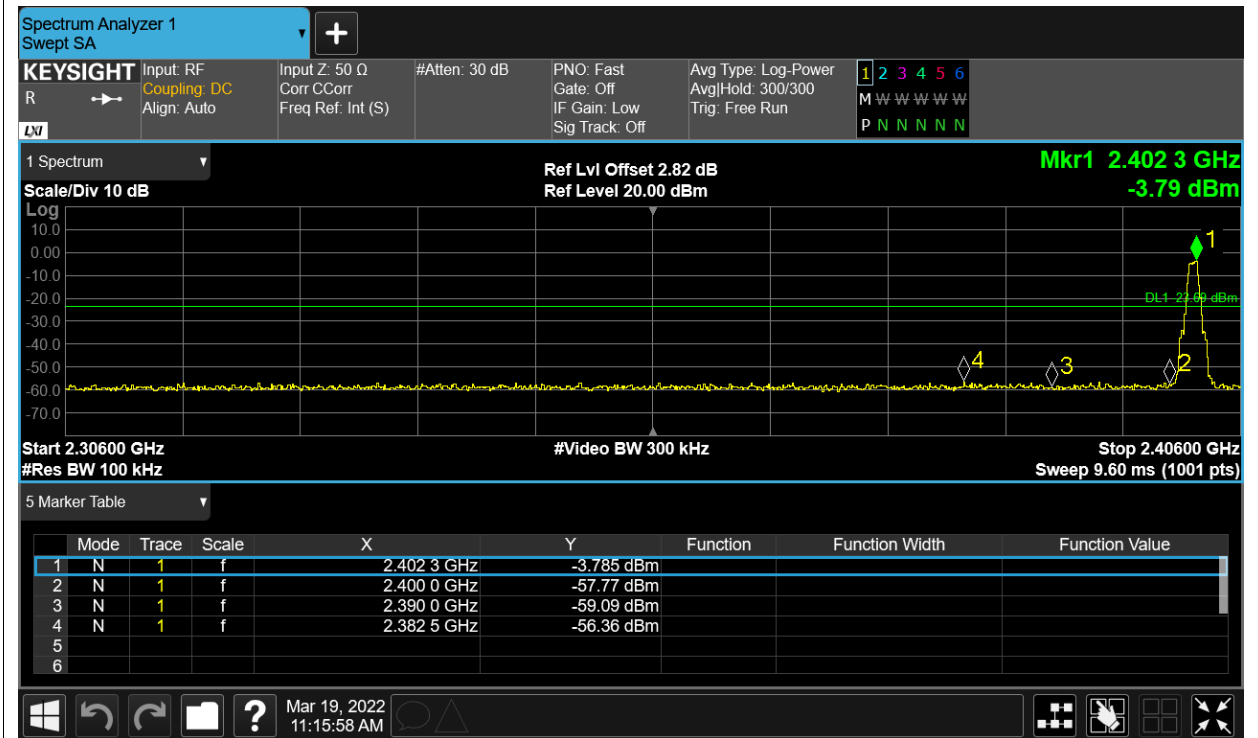 Spectrum Analyzer 1
Swept SA
KEYSIGHT
R
LXI
Input: RF
Coupling: DC
Align: Auto
Input Z: 50 Ω
Corr CCorr
Freq Ref: Int (S)
#Atten: 30 dB
PNO: Fast
Gate: Off
IF Gain: Low
Sig Track: Off
Avg Type: Log-Power
Avg|Hold: 300/300
Trig: Free Run
1 2 3 4 5 6
M W W W W W
P N N N N N
1 Spectrum
Scale/Div 10 dB
Ref Lvl Offset 2.82 dB
Ref Level 20.00 dBm
Mkr1 2.402 3 GHz
-3.79 dBm
Log
10.0
0.00
-10.0
-20.0
-30.0
-40.0
-50.0
-60.0
-70.0
1
4
3
2
Start 2.30600 GHz
#Video BW 300 kHz
Stop 2.40600 GHz
#Res BW 100 kHz
Sweep 9.60 ms (1001 pts)
5 Marker Table
Mode Trace Scale X Y Function Function Width Function Value
1 N 1 f 2.402 3 GHz -3.785 dBm
2 N 1 f 2.400 0 GHz -57.77 dBm
3 N 1 f 2.390 0 GHz -59.09 dBm
4 N 1 f 2.382 5 GHz -56.36 dBm
5
6
?
Mar 19, 2022
11:15:58 AM